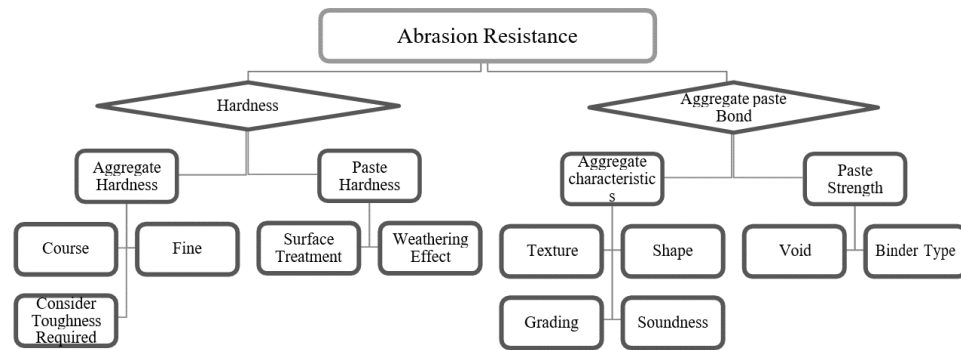 Abrasion Resistance
Hardness
Aggregate paste
Bond
Aggregate
Hardness
Paste
Hardness
Aggregate
characteristic
s
Paste
Strength
Course
Fine
Surface
Treatment
Weathering
Effect
Texture
Shape
Void
Binder Type
Consider
Toughness
Required
Grading
Soundness